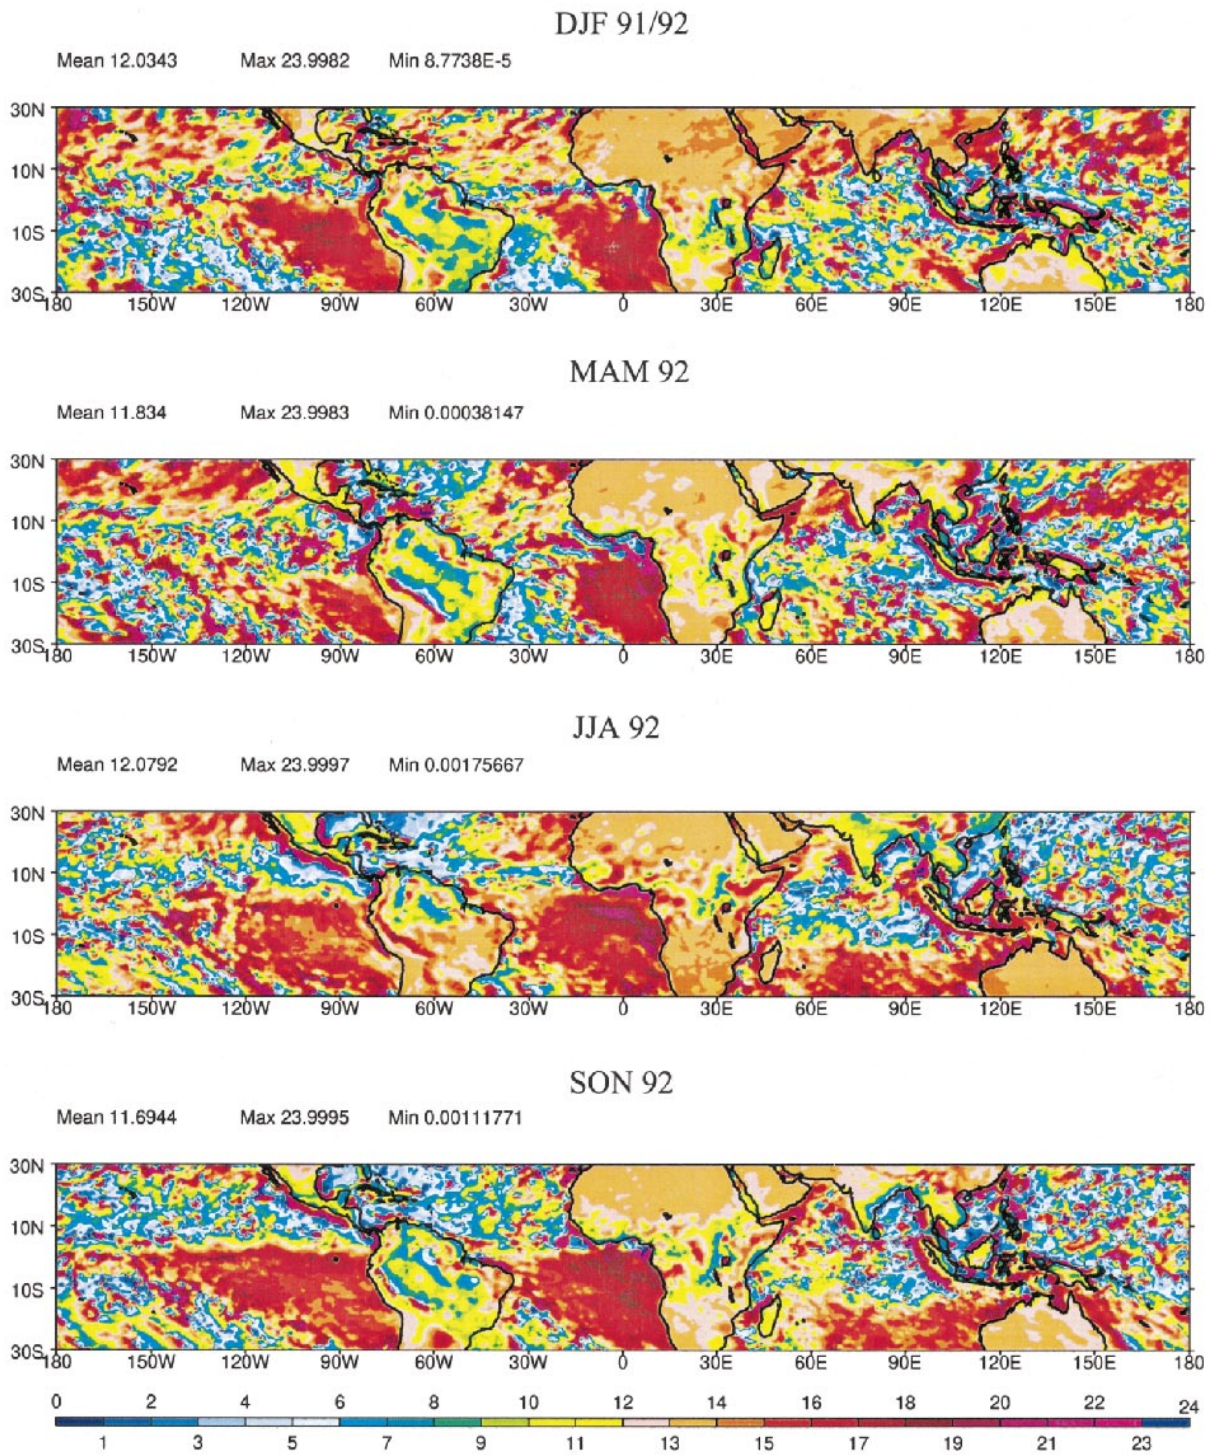 DJF 91/92
Mean 12.0343 Max 23.9982 Min 8.7738E-5
30N
10N
10S
30S
180 150W 120W 90W 60W 30W 0 30E 60E 90E 120E 150E 180
MAM 92
Mean 11.834 Max 23.9983 Min 0.00038147
30N
10N
10S
30S
180 150W 120W 90W 60W 30W 0 30E 60E 90E 120E 150E 180
JJA 92
Mean 12.0792 Max 23.9997 Min 0.00175667
30N
10N
10S
30S
180 150W 120W 90W 60W 30W 0 30E 60E 90E 120E 150E 180
SON 92
Mean 11.6944 Max 23.9995 Min 0.00111771
30N
10N
10S
30S
180 150W 120W 90W 60W 30W 0 30E 60E 90E 120E 150E 180
0 2 4 6 8 10 12 14 16 18 20 22 24
1 3 5 7 9 11 13 15 17 19 21 23